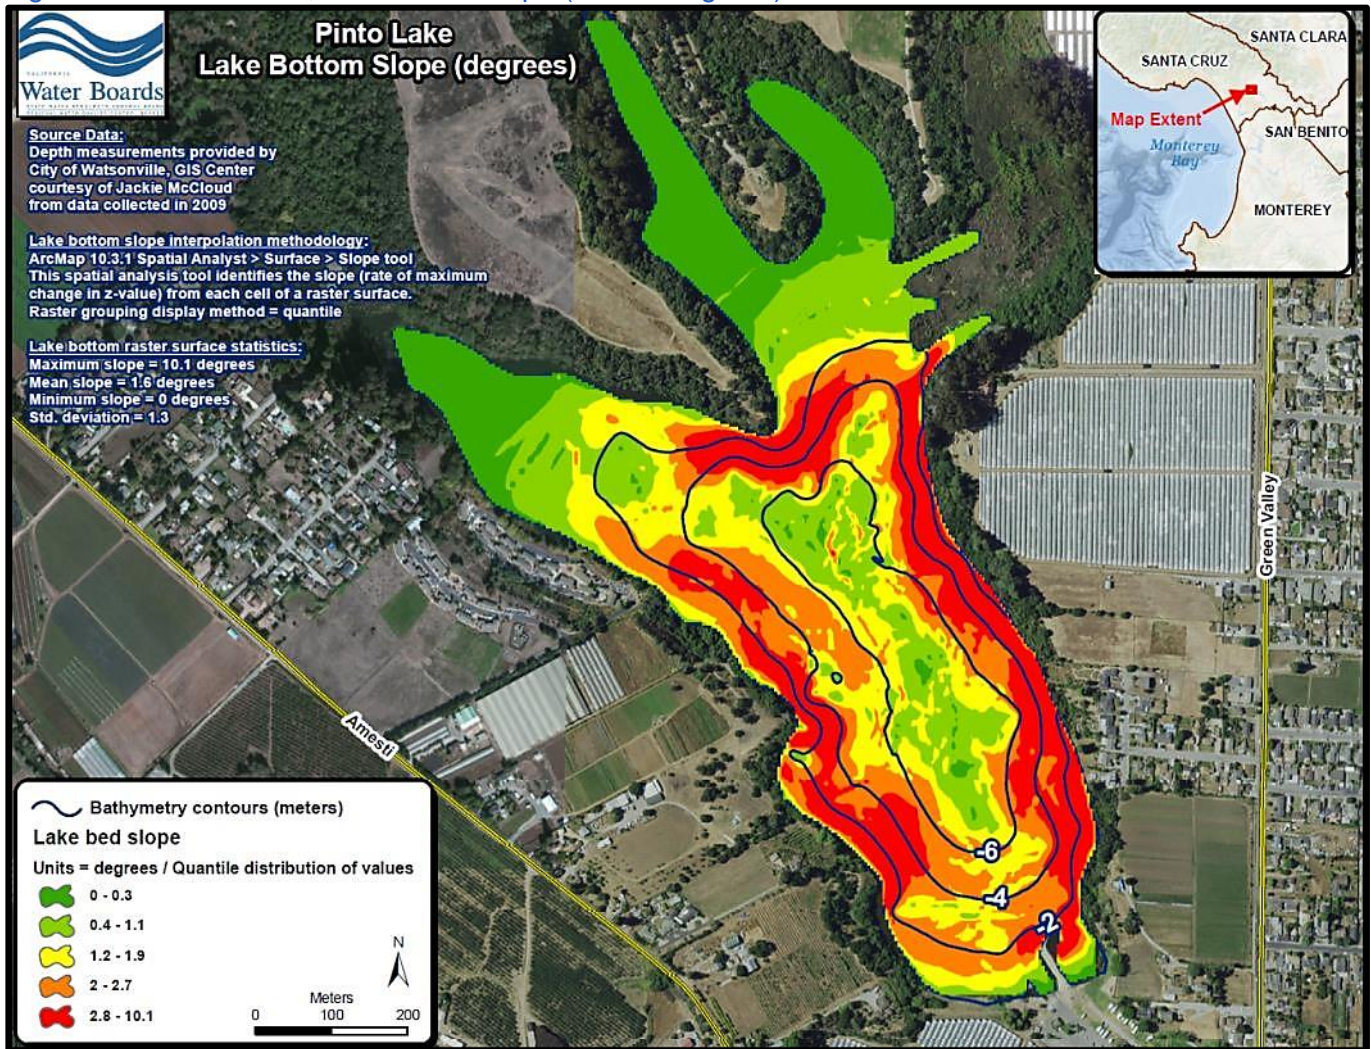 Pinto Lake
Lake Bottom Slope (degrees)
CALIFORNIA
Water Boards
Source Data:
Depth measurements provided by
City of Watsonville, GIS Center
courtesy of Jackie McCloud
from data collected in 2009
Lake bottom slope interpolation methodology:
ArcMap 10.3.1 Spatial Analyst > Surface > Slope tool
This spatial analysis tool identifies the slope (rate of maximum
change in z-value) from each cell of a raster surface.
Raster grouping display method = quantile
Lake bottom raster surface statistics:
Maximum slope = 10.1 degrees
Mean slope = 1.6 degrees
Minimum slope = 0 degrees
Std. deviation = 1.3
SANTA CLARA
SANTA CRUZ
Map Extent
SAN BENITO
Monterey
Bay
MONTEREY
Green Valley
Amesti
-6
-4
-2
Bathymetry contours (meters)
Lake bed slope
Units = degrees / Quantile distribution of values
0 - 0.3
0.4 - 1.1
1.2 - 1.9
2 - 2.7
2.8 - 10.1
N
Meters
0 100 200